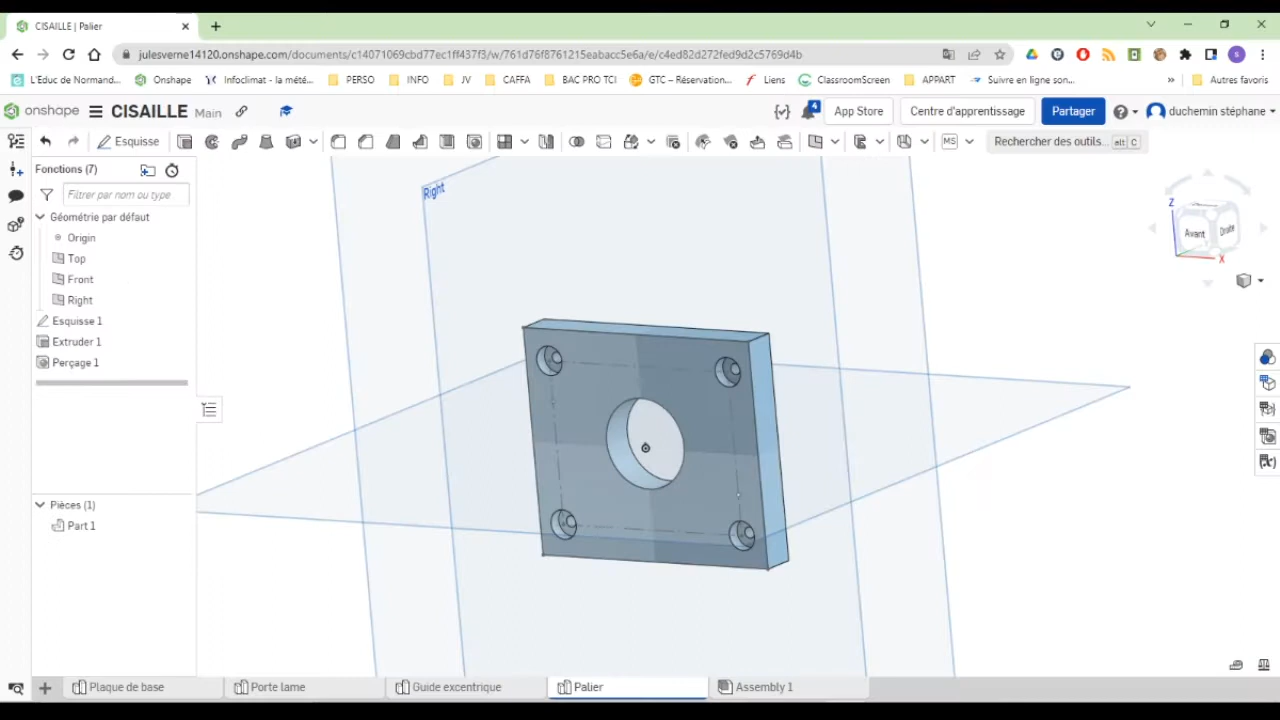 CISAILLE | Palier
julesverne14120.onshape.com/documents/c14071069cbd77ec1ff437f3/w/761d76f8761215eabacc5e6a/e/c4ed82d272fed9d2c5769d4b
S
L'Educ de Normand...
Onshape
Infoclimat - la mété...
PERSO
INFO
JV
CAFFA
BAC PRO TCI
GTC – Réservation...
Liens
ClassroomScreen
APPART
Suivre en ligne son...
»
Autres favoris
onshape
CISAILLE
Main
4
App Store
Centre d'apprentissage
Partager
duchemin stéphane
Esquisse
MS
Rechercher des outils... alt C
Fonctions (7)
Filtrer par nom ou type
Géométrie par défaut
Origin
Top
Front
Right
Esquisse 1
Extruder 1
Perçage 1
Pièces (1)
Part 1
Right
Z
Avant
Droite
X
Plaque de base
Porte lame
Guide excentrique
Palier
Assembly 1